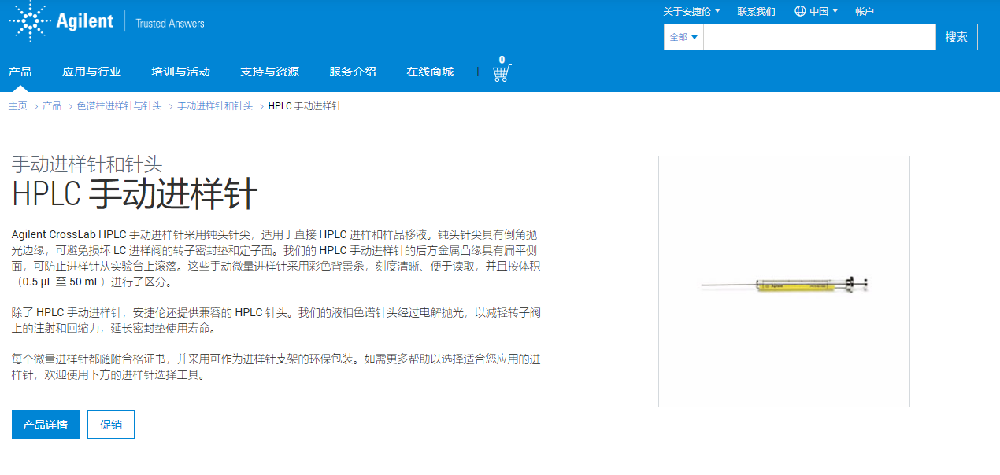 Agilent Trusted Answers
关于安捷伦 联系我们 中国 帐户
全部 搜索
产品 应用与行业 培训与活动 支持与资源 服务介绍 在线商城 0
主页 产品 色谱柱进样针与针头 手动进样针和针头 HPLC 手动进样针
手动进样针和针头
HPLC 手动进样针
Agilent CrossLab HPLC 手动进样针采用钝头针尖，适用于直接 HPLC 进样和样品移液。钝头针尖具有倒角抛
光边缘，可避免损坏 LC 进样阀的转子密封垫和定子面。我们的 HPLC 手动进样针的后方金属凸缘具有扁平侧
面，可防止进样针从实验台上滚落。这些手动微量进样针采用彩色背景条，刻度清晰、便于读取，并且按体积
（0.5 µL 至 50 mL）进行了区分。
除了 HPLC 手动进样针，安捷伦还提供兼容的 HPLC 针头。我们的液相色谱针头经过电解抛光，以减轻转子阀
上的注射和回缩力，延长密封垫使用寿命。
每个微量进样针都随附合格证书，并采用可作为进样针支架的环保包装。如需更多帮助以选择适合您应用的进
样针，欢迎使用下方的进样针选择工具。
产品详情 促销
Agilent